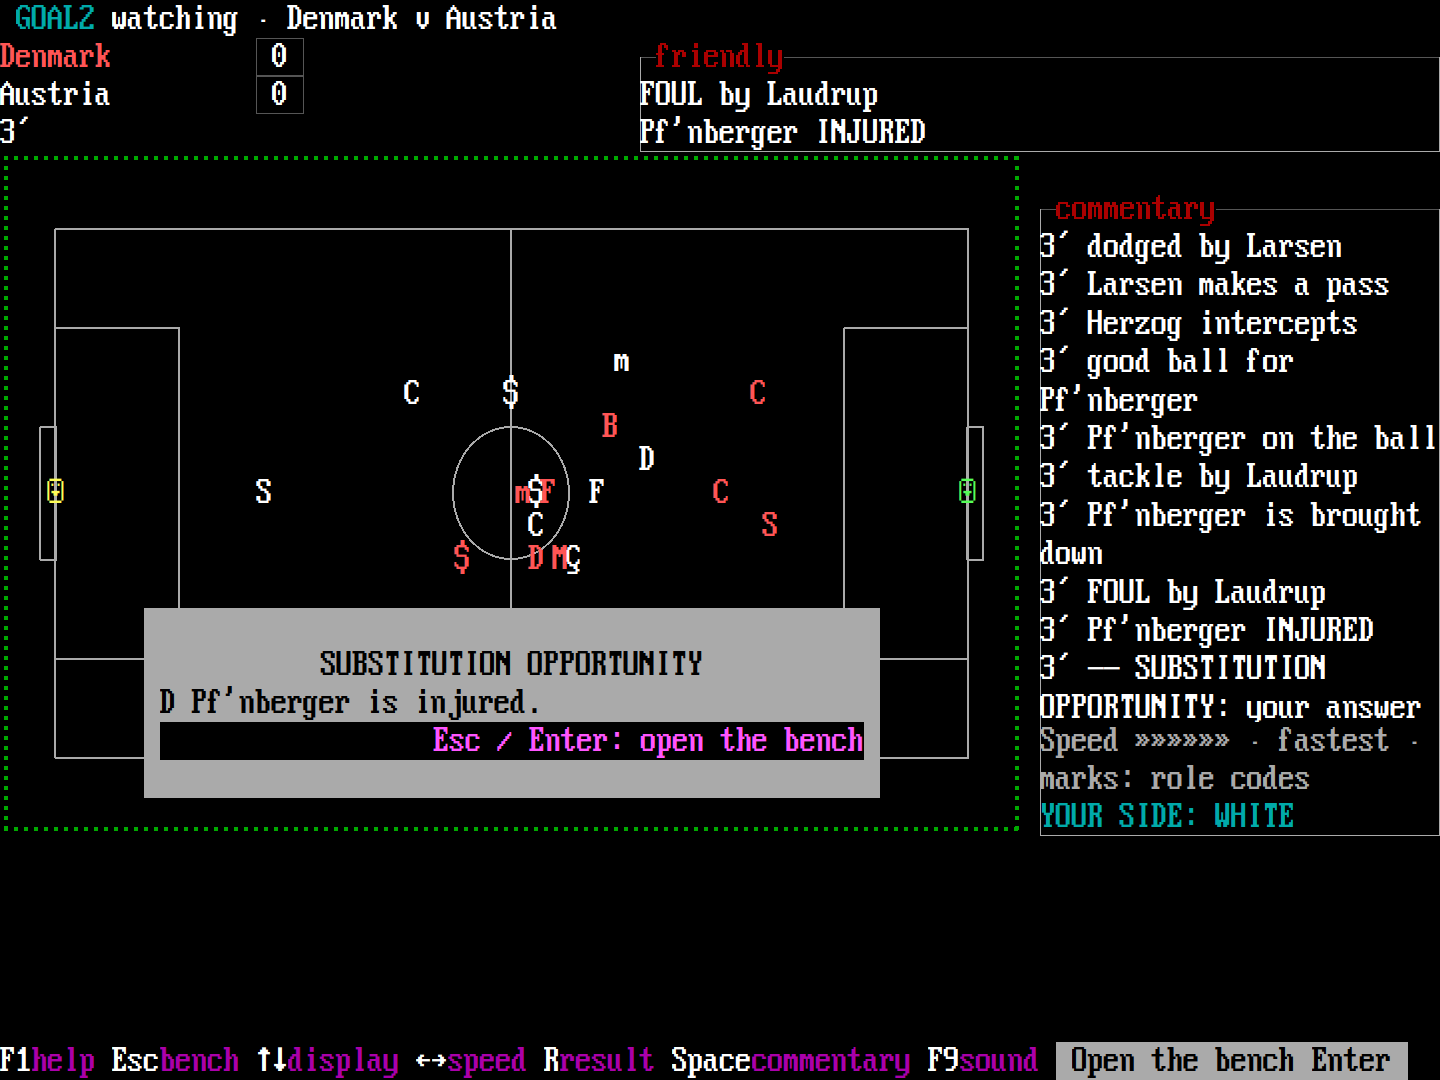 GOAL2 watching · Denmark v Austria
Denmark 0
Austria 0
3′
friendly
FOUL by Laudrup
Pf'nberger INJURED
commentary
3′ dodged by Larsen
3′ Larsen makes a pass
3′ Herzog intercepts
3′ good ball for
Pf'nberger
3′ Pf'nberger on the ball
3′ tackle by Laudrup
3′ Pf'nberger is brought
down
3′ FOUL by Laudrup
3′ Pf'nberger INJURED
3′ —— SUBSTITUTION
OPPORTUNITY: your answer
Speed »»»»»» · fastest ·
marks: role codes
YOUR SIDE: WHITE
m
C $ C
B
D
S m $ F F C
C S
$ D M Ç
SUBSTITUTION OPPORTUNITY
D Pf'nberger is injured.
Esc / Enter: open the bench
F1help Escbench ↑↓display ↔speed Rresult Spacecommentary F9sound Open the bench Enter